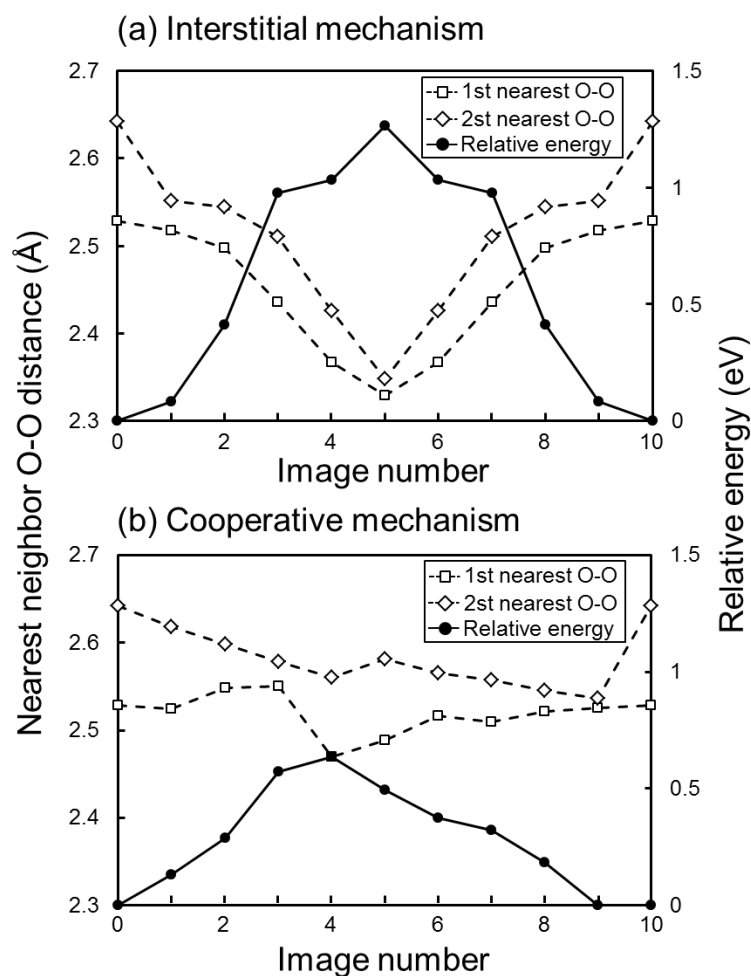 (a) Interstitial mechanism
2.7
2.6
2.5
2.4
2.3
1.5
1
0.5
0
1st nearest O-O
2st nearest O-O
Relative energy
0
2
4
6
8
10
Image number
Nearest neighbor O-O distance (Å)
Relative energy (eV)
(b) Cooperative mechanism
2.7
2.6
2.5
2.4
2.3
1.5
1
0.5
0
1st nearest O-O
2st nearest O-O
Relative energy
0
2
4
6
8
10
Image number